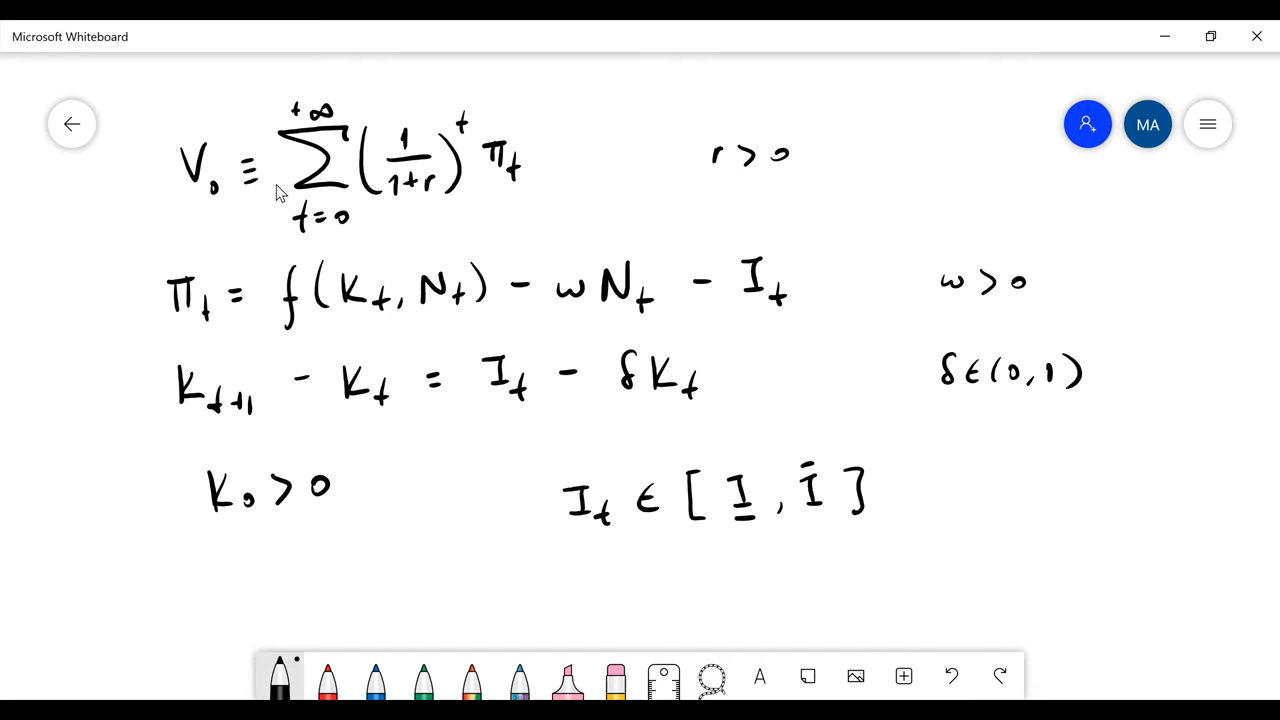 Microsoft Whiteboard
MA
V₀ ≡ ∑_{t=0}^{+∞} (1/(1+r))^t π_t    r > 0
π_t = f(K_t, N_t) - ωN_t - I_t    ω > 0
K_{t+1} - K_t = I_t - δK_t    δ ∈ (0, 1)
K₀ > 0    I_t ∈ [I̲, Ī]
A